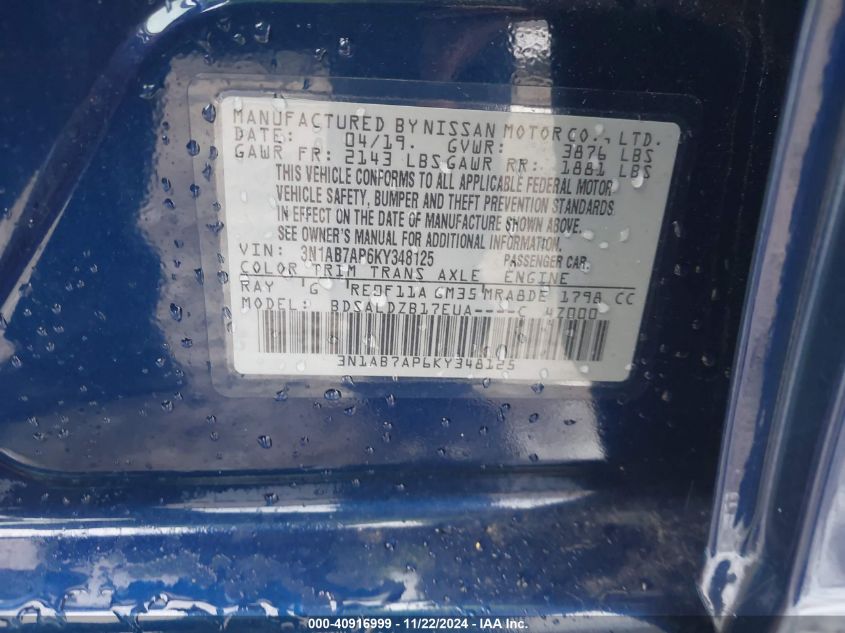 MANUFACTURED BY NISSAN MOTOR CO., LTD.
DATE: 04/19. GVWR: 3876 LBS
GAWR FR: 2143 LBS GAWR RR: 1881 LBS
THIS VEHICLE CONFORMS TO ALL APPLICABLE FEDERAL MOTOR
VEHICLE SAFETY, BUMPER AND THEFT PREVENTION STANDARDS
IN EFFECT ON THE DATE OF MANUFACTURE SHOWN ABOVE.
SEE OWNER'S MANUAL FOR ADDITIONAL INFORMATION.
VIN: 3N1AB7AP6KY348125 PASSENGER CAR
COLOR TRIM TRANS AXLE ENGINE
RAY G RE0F11A GM35 MRA8DE 1798 CC
MODEL: BDSALDZB17EUA----C 47000
3N1AB7AP6KY348125
000-40916999 - 11/22/2024 - IAA Inc.